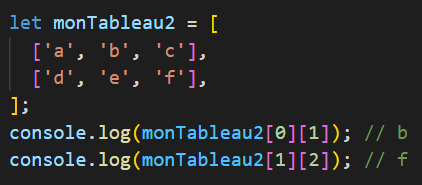 let monTableau2 = [
  ['a', 'b', 'c'],
  ['d', 'e', 'f'],
];
console.log(monTableau2[0][1]); // b
console.log(monTableau2[1][2]); // f